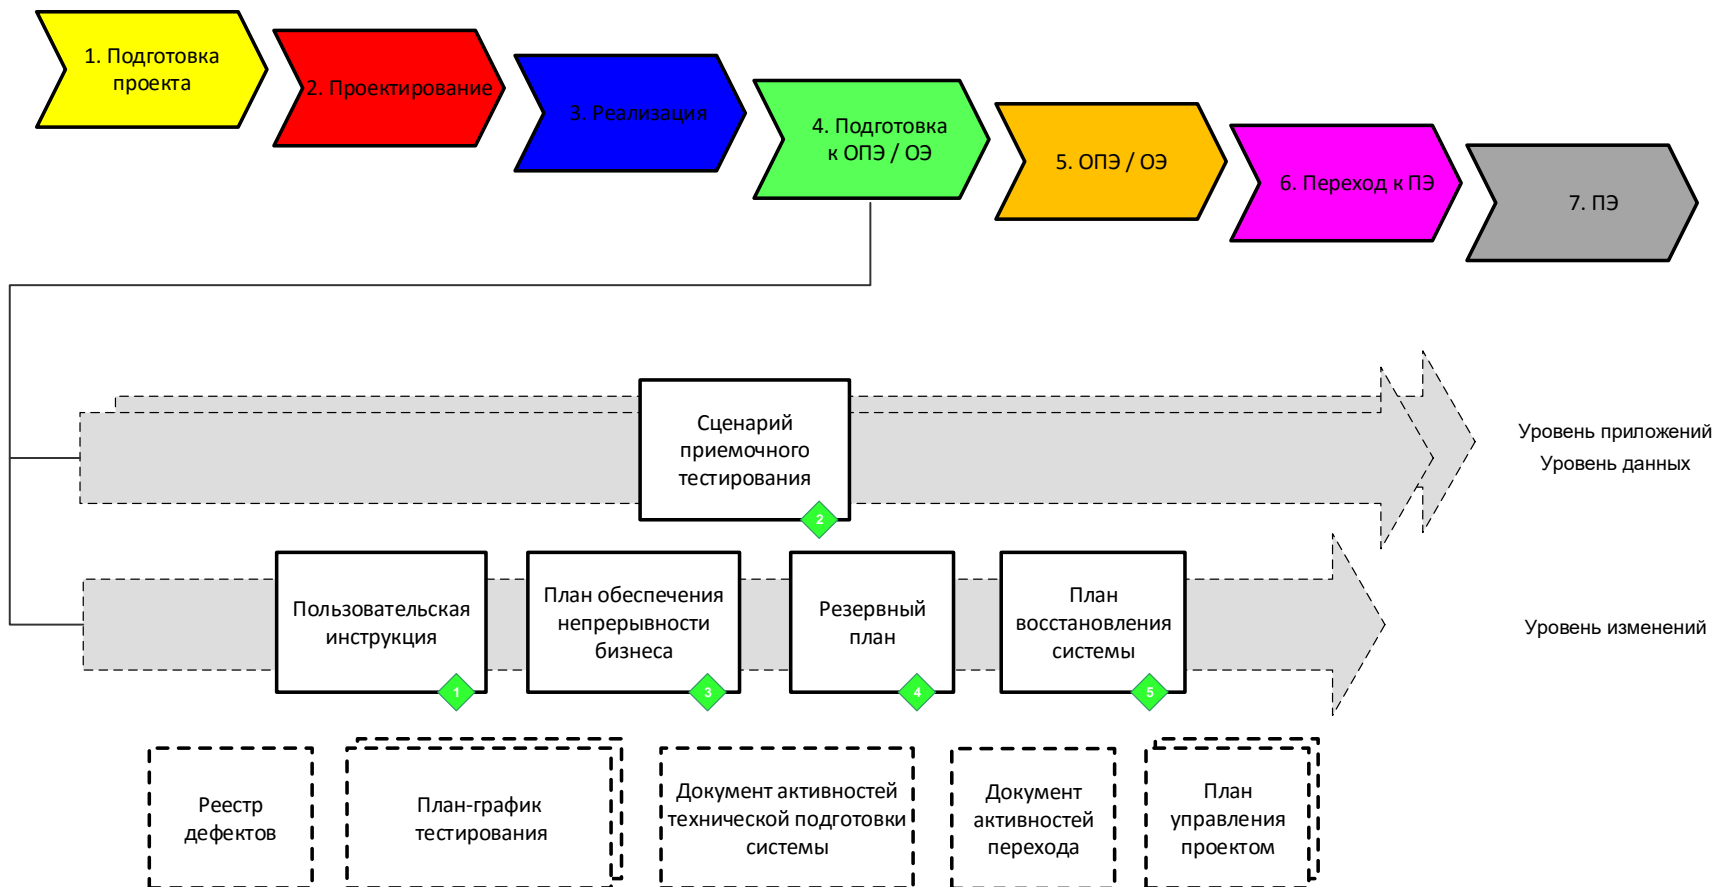 1. Подготовка
проекта
2. Проектирование
3. Реализация
4. Подготовка
к ОПЭ / ОЭ
5. ОПЭ / ОЭ
6. Переход к ПЭ
7. ПЭ
Сценарий
приемочного
тестирования
2
Уровень приложений
Уровень данных
Пользовательская
инструкция
1
План обеспечения
непрерывности
бизнеса
3
Резервный
план
4
План
восстановления
системы
5
Уровень изменений
Реестр
дефектов
План-график
тестирования
Документ активностей
технической подготовки
системы
Документ
активностей
перехода
План
управления
проектом